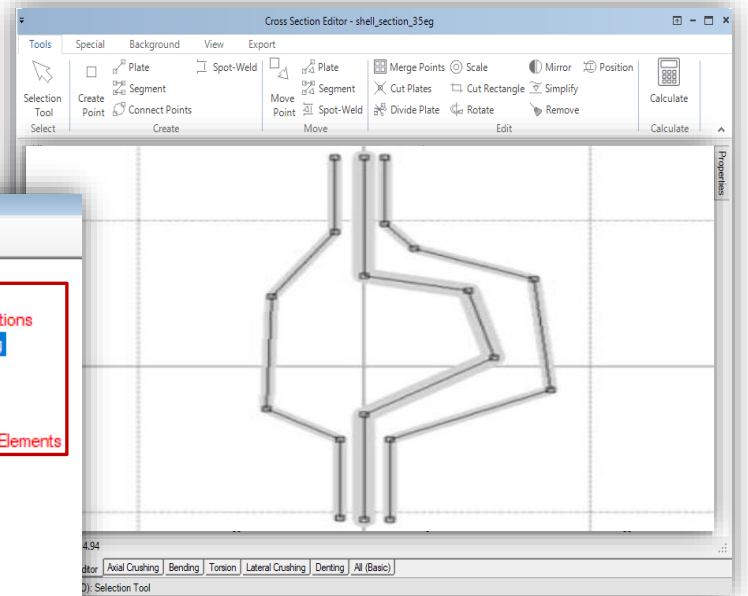 Cross Section Editor - shell_section_35eg
Tools Special Background View Export
Selection Tool
Select
Create Point
Plate
Segment
Connect Points
Spot-Weld
Create
Move Point
Plate
Segment
Spot-Weld
Move
Merge Points
Cut Plates
Divide Plate
Scale
Cut Rectangle
Rotate
Mirror
Simplify
Remove
Position
Edit
Calculate
Calculate
Properties
Elements
4.94
Axial Crushing Bending Torsion Lateral Crushing Denting All (Basic)
: Selection Tool